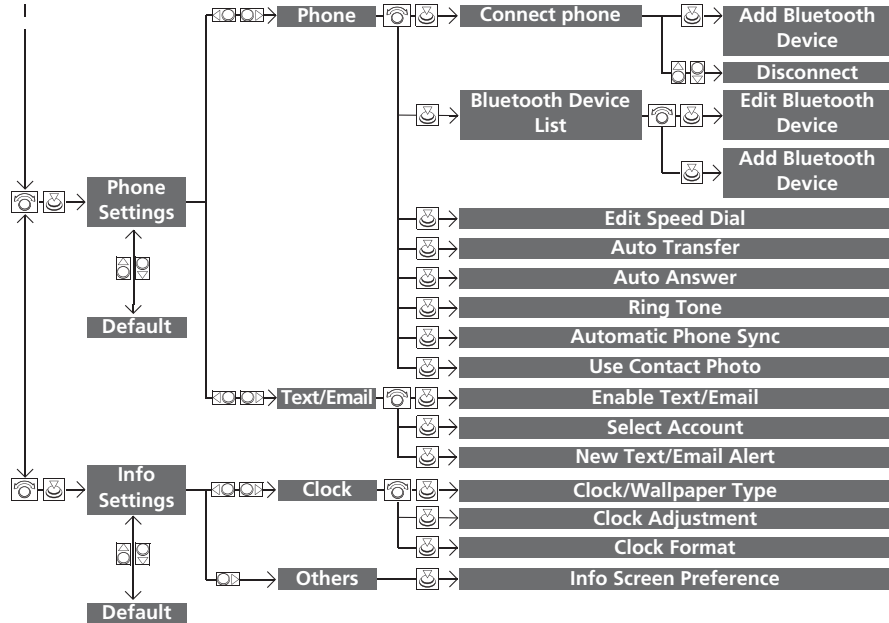 Phone
Connect phone
Add Bluetooth
Device
Disconnect
Bluetooth Device
List
Edit Bluetooth
Device
Add Bluetooth
Device
Phone
Settings
Edit Speed Dial
Auto Transfer
Auto Answer
Ring Tone
Automatic Phone Sync
Use Contact Photo
Default
Text/Email
Enable Text/Email
Select Account
New Text/Email Alert
Info
Settings
Clock
Clock/Wallpaper Type
Clock Adjustment
Clock Format
Others
Info Screen Preference
Default